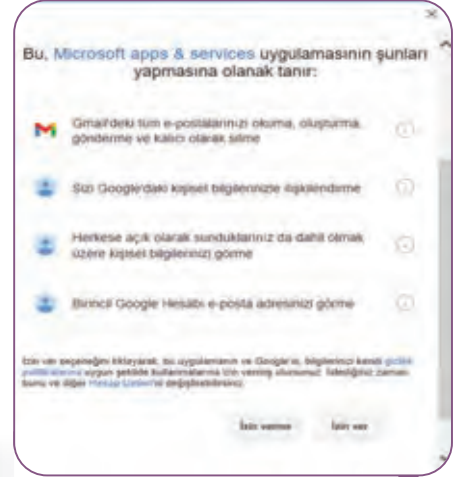 Bu, Microsoft apps & services uygulamasının şunları
yapmasına olanak tanır:
Gmail'deki tüm e-postalarınızı okuma, oluşturma,
gönderme ve kalıcı olarak silme
Sizi Google'daki kişisel bilgilerinizle ilişkilendirme
Herkese açık olarak sunduklarınız da dahil olmak
üzere kişisel bilgilerinizi görme
Birincil Google Hesabı e-posta adresinizi görme
İzin ver seçeneğini tıklayarak, bu uygulamanın ve Google'ın, bilgilerinizi kendi gizlilik
politikalarına uygun şekilde kullanmalarına izin vermiş olursunuz. İstediğiniz zaman
bunu ve diğer Hesap İzinleri'ni değiştirebilirsiniz.
İzin verme İzin ver